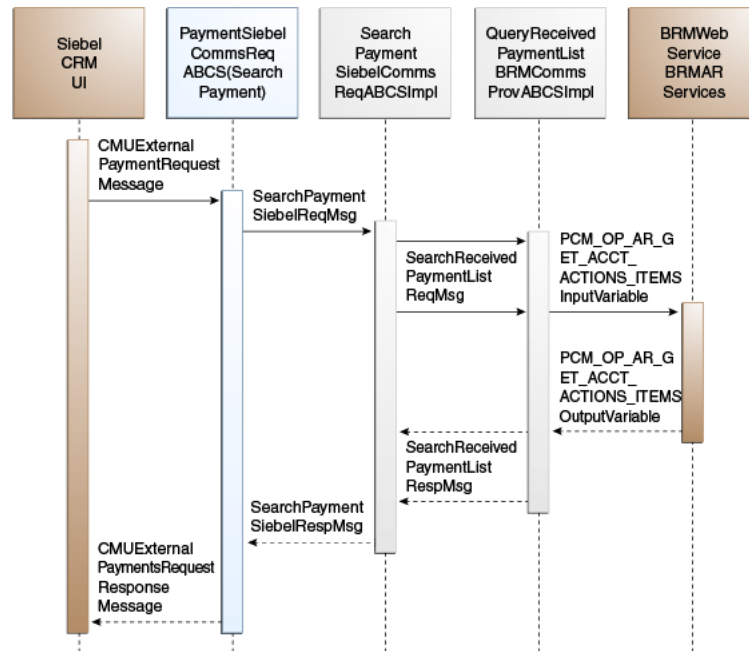 Siebel
CRM
UI
PaymentSiebel
CommsReq
ABCS(Search
Payment)
Search
Payment
SiebelComms
ReqABCSImpl
QueryReceived
PaymentList
BRMComms
ProvABCSImpl
BRMWeb
Service
BRMAR
Services
CMUExternal
PaymentRequest
Message
SearchPayment
SiebelReqMsg
SearchReceived
PaymentList
ReqMsg
PCM_OP_AR_G
ET_ACCT_
ACTIONS_ITEMS
InputVariable
PCM_OP_AR_G
ET_ACCT_
ACTIONS_ITEMS
OutputVariable
SearchReceived
PaymentList
RespMsg
SearchPayment
SiebelRespMsg
CMUExternal
PaymentsRequest
Response
Message